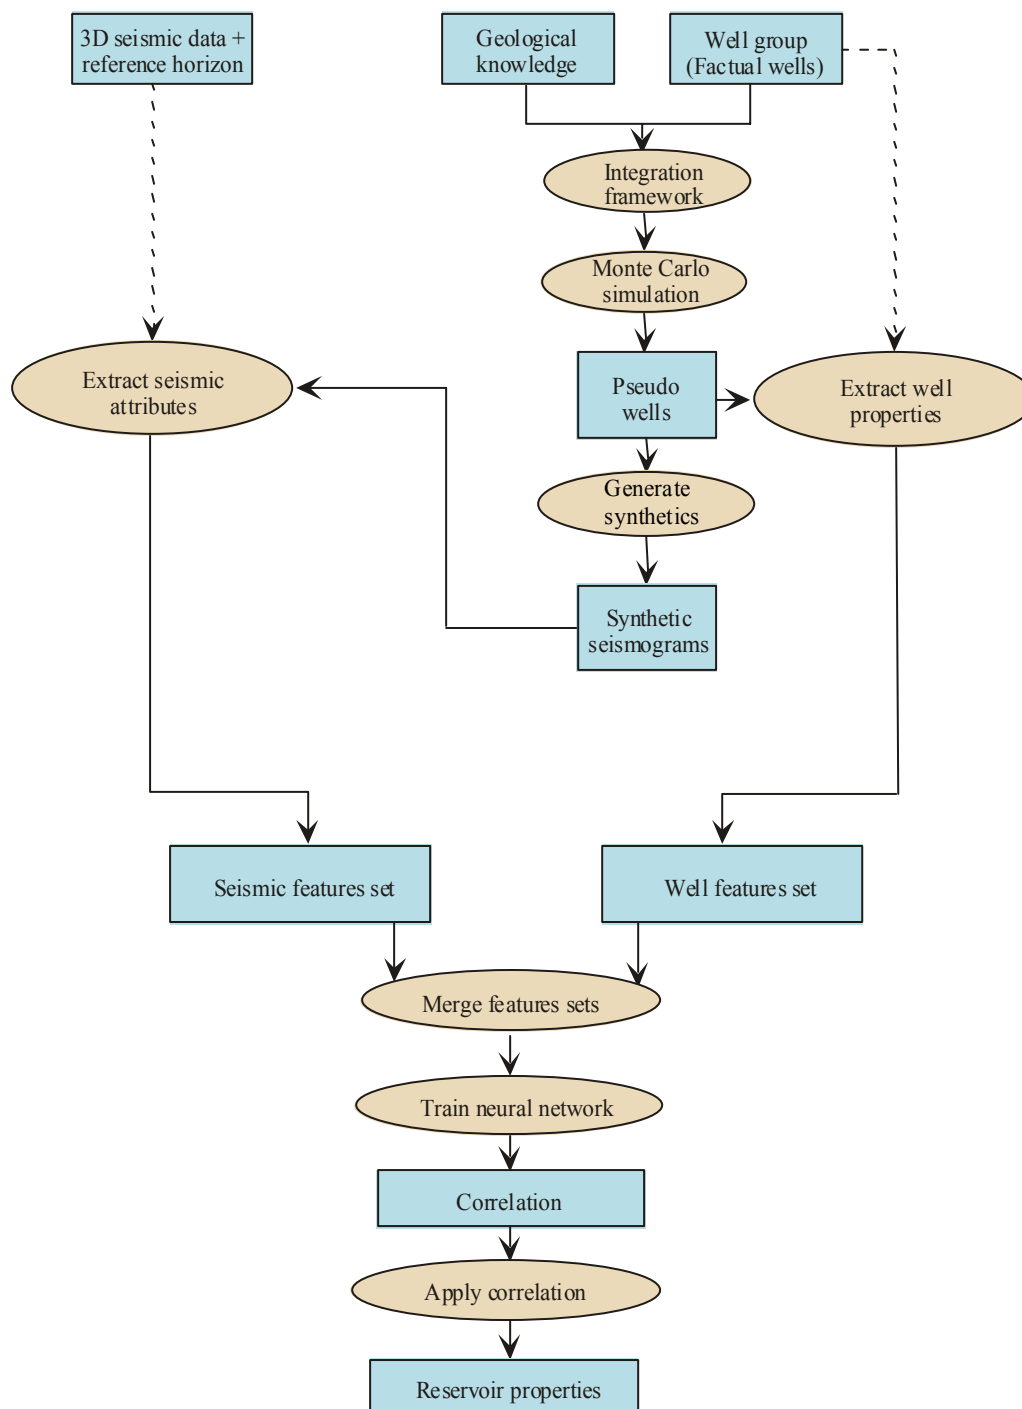 3D seismic data +
reference horizon
Geological
knowledge
Well group
(Factual wells)
Integration
framework
Monte Carlo
simulation
Extract seismic
attributes
Pseudo
wells
Extract well
properties
Generate
synthetics
Synthetic
seismograms
Seismic features set
Well features set
Merge features sets
Train neural network
Correlation
Apply correlation
Reservoir properties